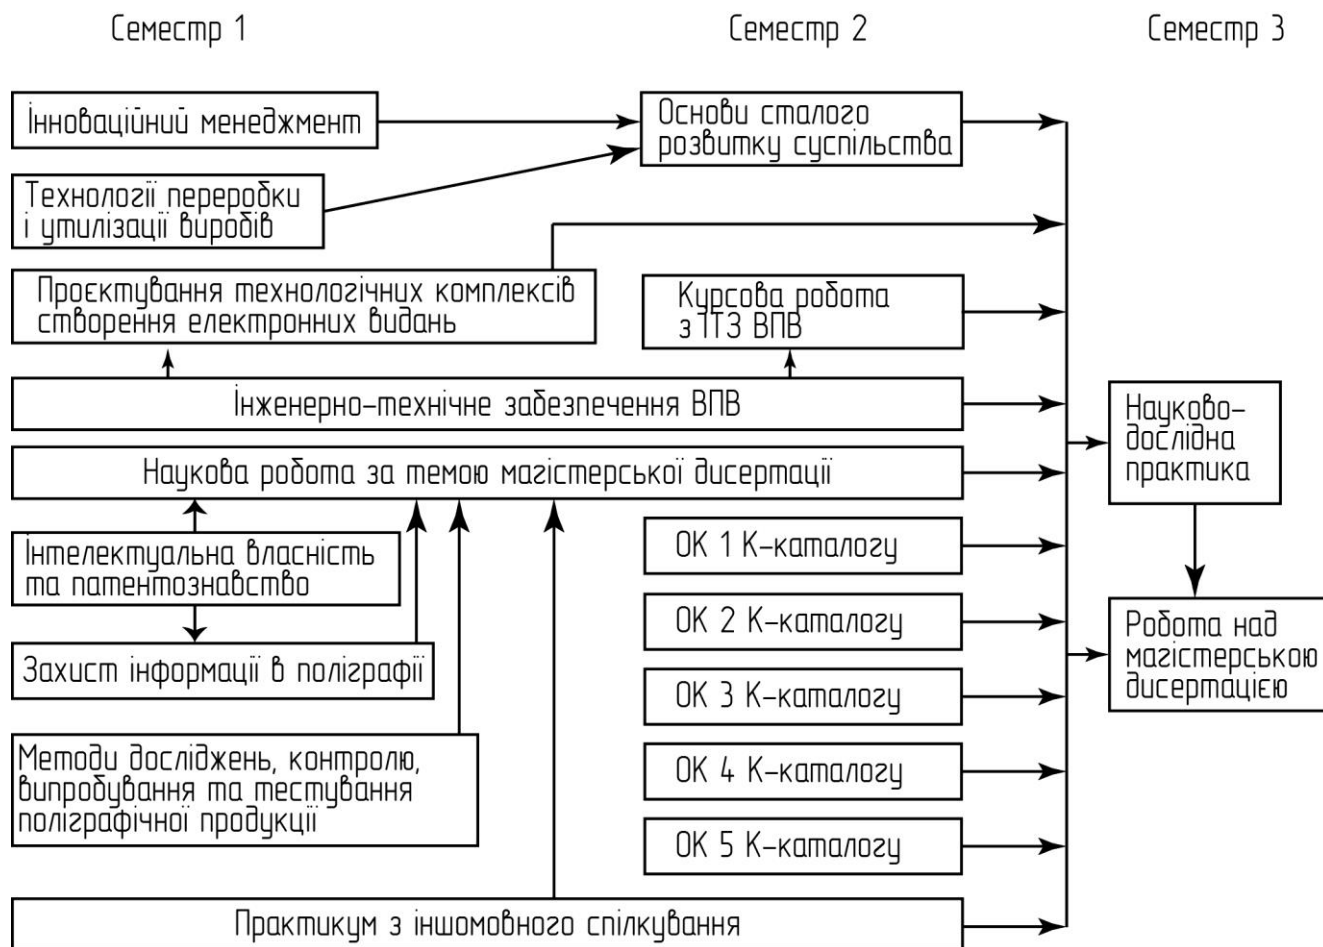 Семестр 1
Семестр 2
Семестр 3
Інноваційний менеджмент
Основи сталого
розвитку суспільства
Технології переробки
і утилізації виробів
Проєктування технологічних комплексів
створення електронних видань
Курсова робота
з ІТЗ ВПВ
Інженерно-технічне забезпечення ВПВ
Науково-
дослідна
практика
Наукова робота за темою магістерської дисертації
Інтелектуальна власність
та патентознавство
ОК 1 К-каталогу
ОК 2 К-каталогу
Робота над
магістерською
дисертацією
Захист інформації в поліграфії
ОК 3 К-каталогу
Методи досліджень, контролю,
випробування та тестування
поліграфічної продукції
ОК 4 К-каталогу
ОК 5 К-каталогу
Практикум з іншомовного спілкування